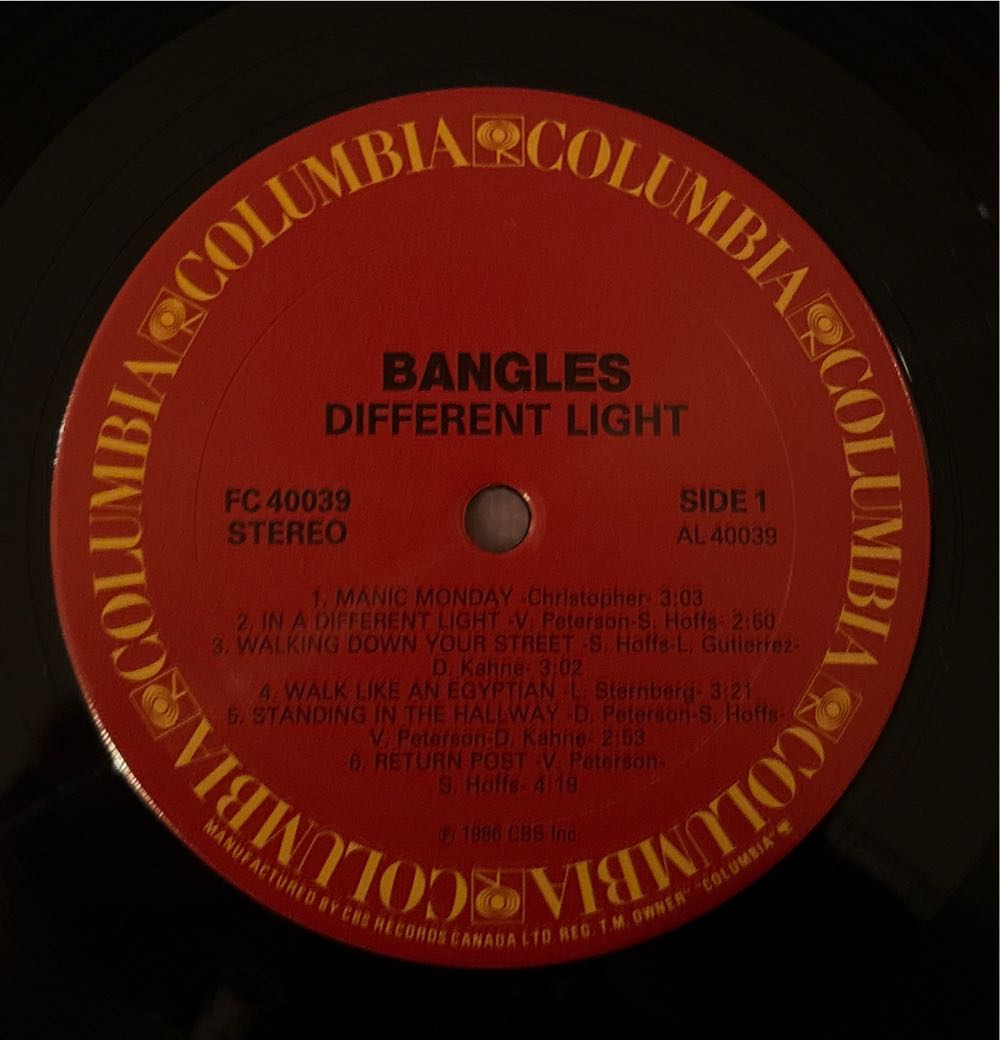 COLUMBIA COLUMBIA COLUMBIA COLUMBIA COLUMBIA COLUMBIA COLUMBIA COLUMBIA
BANGLES
DIFFERENT LIGHT
FC 40039
STEREO
SIDE 1
AL 40039
1. MANIC MONDAY -Christopher- 3:03
2. IN A DIFFERENT LIGHT -V. Peterson-S. Hoffs- 2:50
3. WALKING DOWN YOUR STREET -S. Hoffs-L. Gutierrez-
D. Kahne- 3:02
4. WALK LIKE AN EGYPTIAN -L. Sternberg- 3:21
5. STANDING IN THE HALLWAY -D. Peterson-S. Hoffs-
V. Peterson-D. Kahne- 2:53
6. RETURN POST -V. Peterson-
S. Hoffs- 4:19
℗ 1986 CBS Inc.
MANUFACTURED BY CBS RECORDS CANADA LTD. REG. T.M. OWNER" "COLUMBIA" &